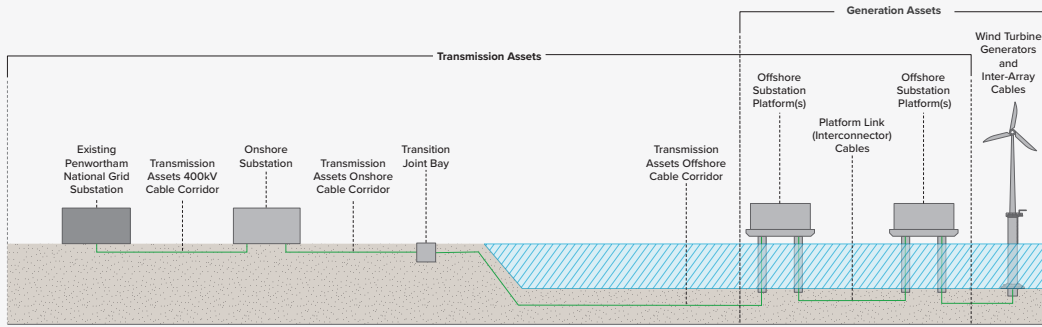 Generation Assets
Transmission Assets
Wind Turbine
Generators
and
Inter-Array
Cables
Offshore
Substation
Platform(s)
Offshore
Substation
Platform(s)
Platform Link
(Interconnector)
Cables
Existing
Penwortham
National Grid
Substation
Transmission
Assets 400kV
Cable Corridor
Onshore
Substation
Transmission
Assets Onshore
Cable Corridor
Transition
Joint Bay
Transmission
Assets Offshore
Cable Corridor